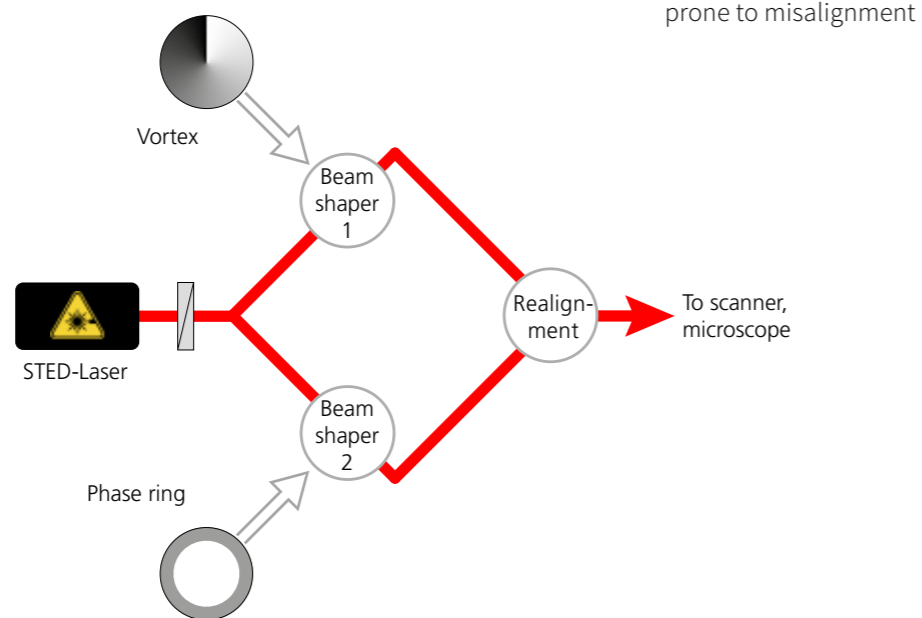 prone to misalignment
Vortex
Beam
shaper
1
STED-Laser
Realign-
ment
To scanner,
microscope
Beam
shaper
2
Phase ring